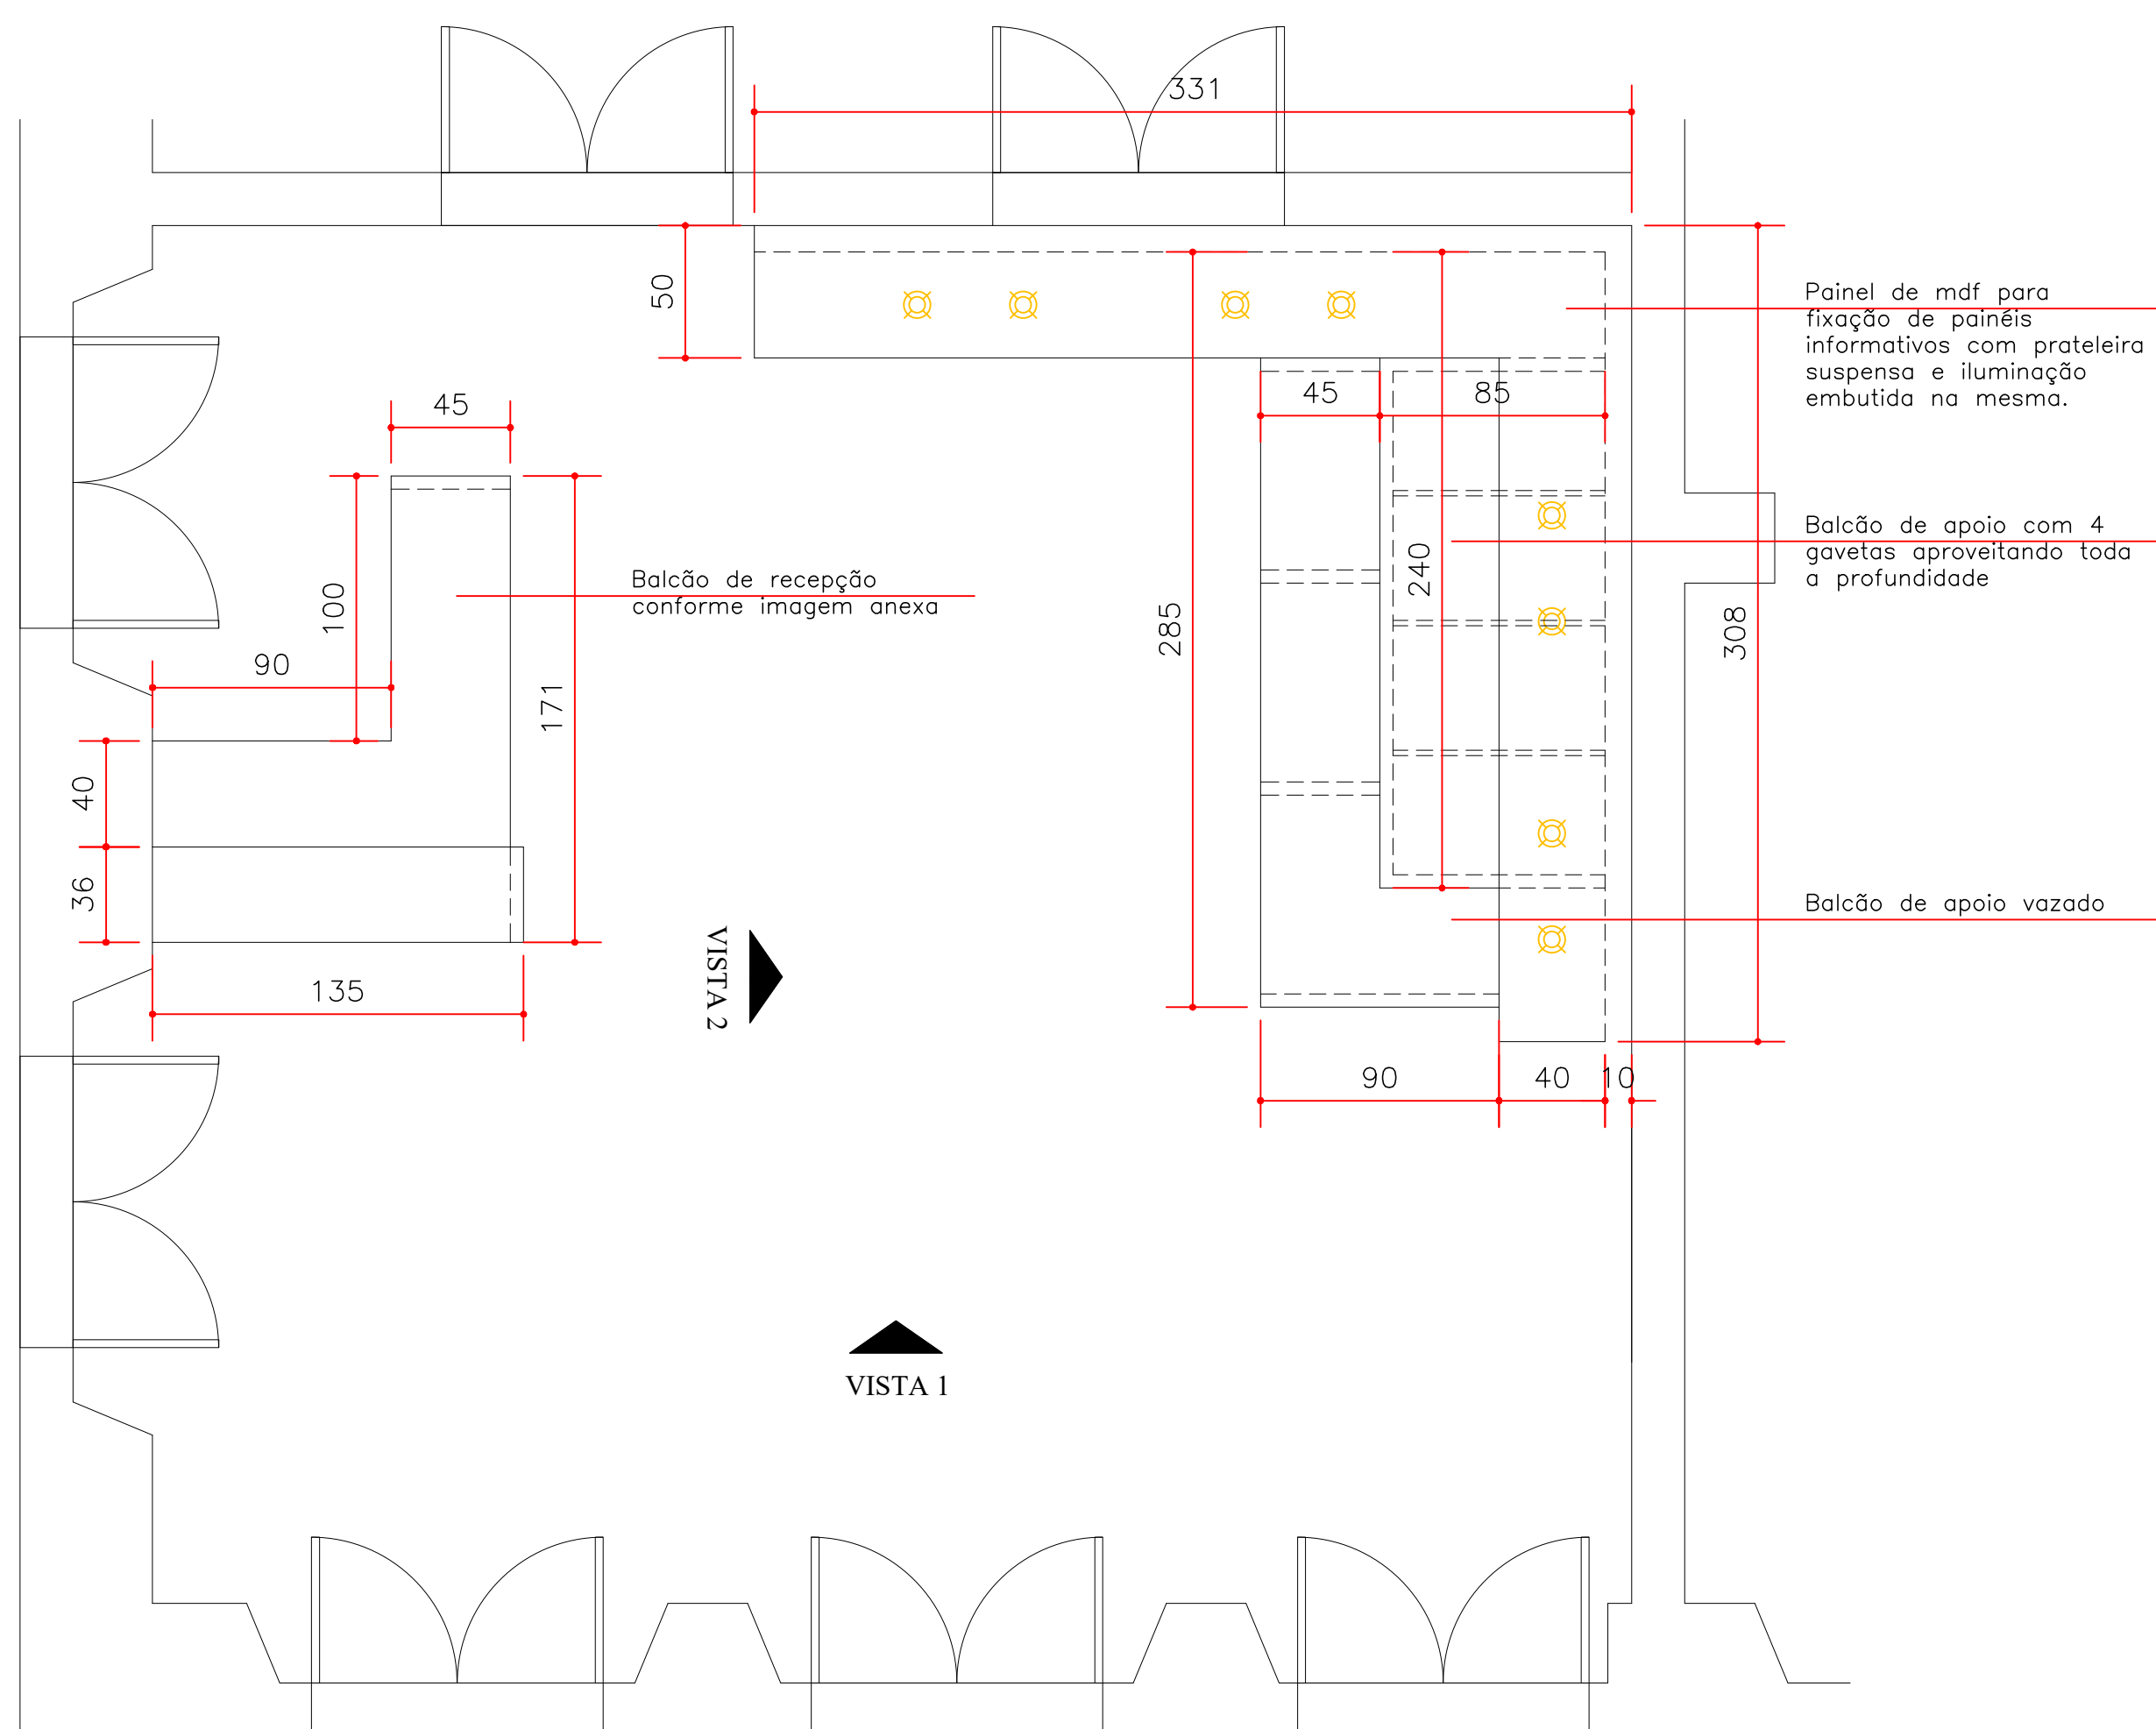 331
50
Painel de mdf para
fixação de painéis
informativos com prateleira
suspensa e iluminação
embutida na mesma.
45
45
85
Balcão de apoio com 4
gavetas aproveitando toda
a profundidade
100
Balcão de recepção
conforme imagem anexa
240
285
308
90
171
40
36
Balcão de apoio vazado
135
VISTA 2
90
40
10
VISTA 1